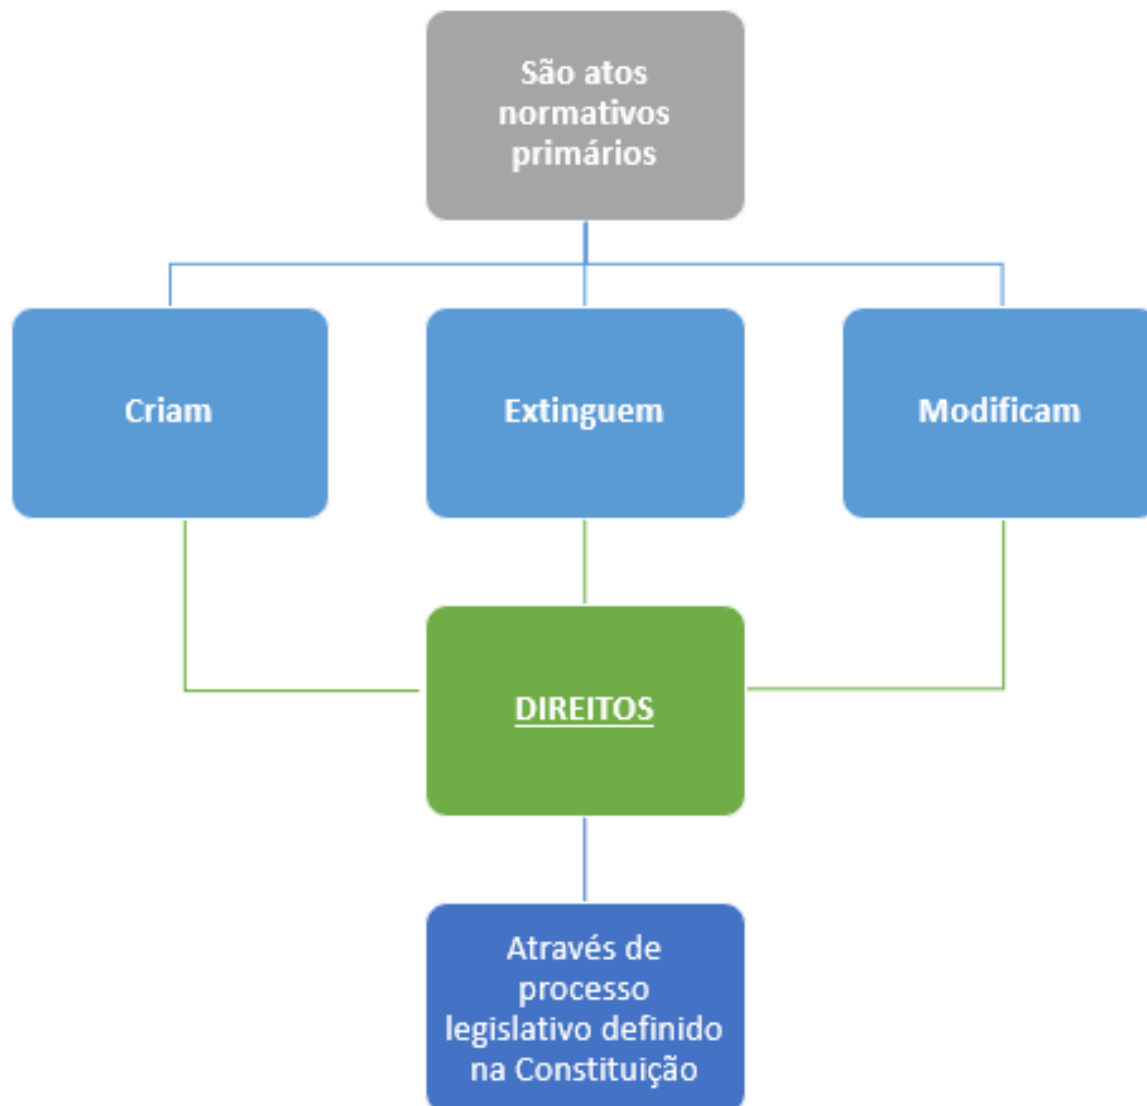 São atos
normativos
primários
Criam
Extinguem
Modificam
DIREITOS
Através de
processo
legislativo definido
na Constituição